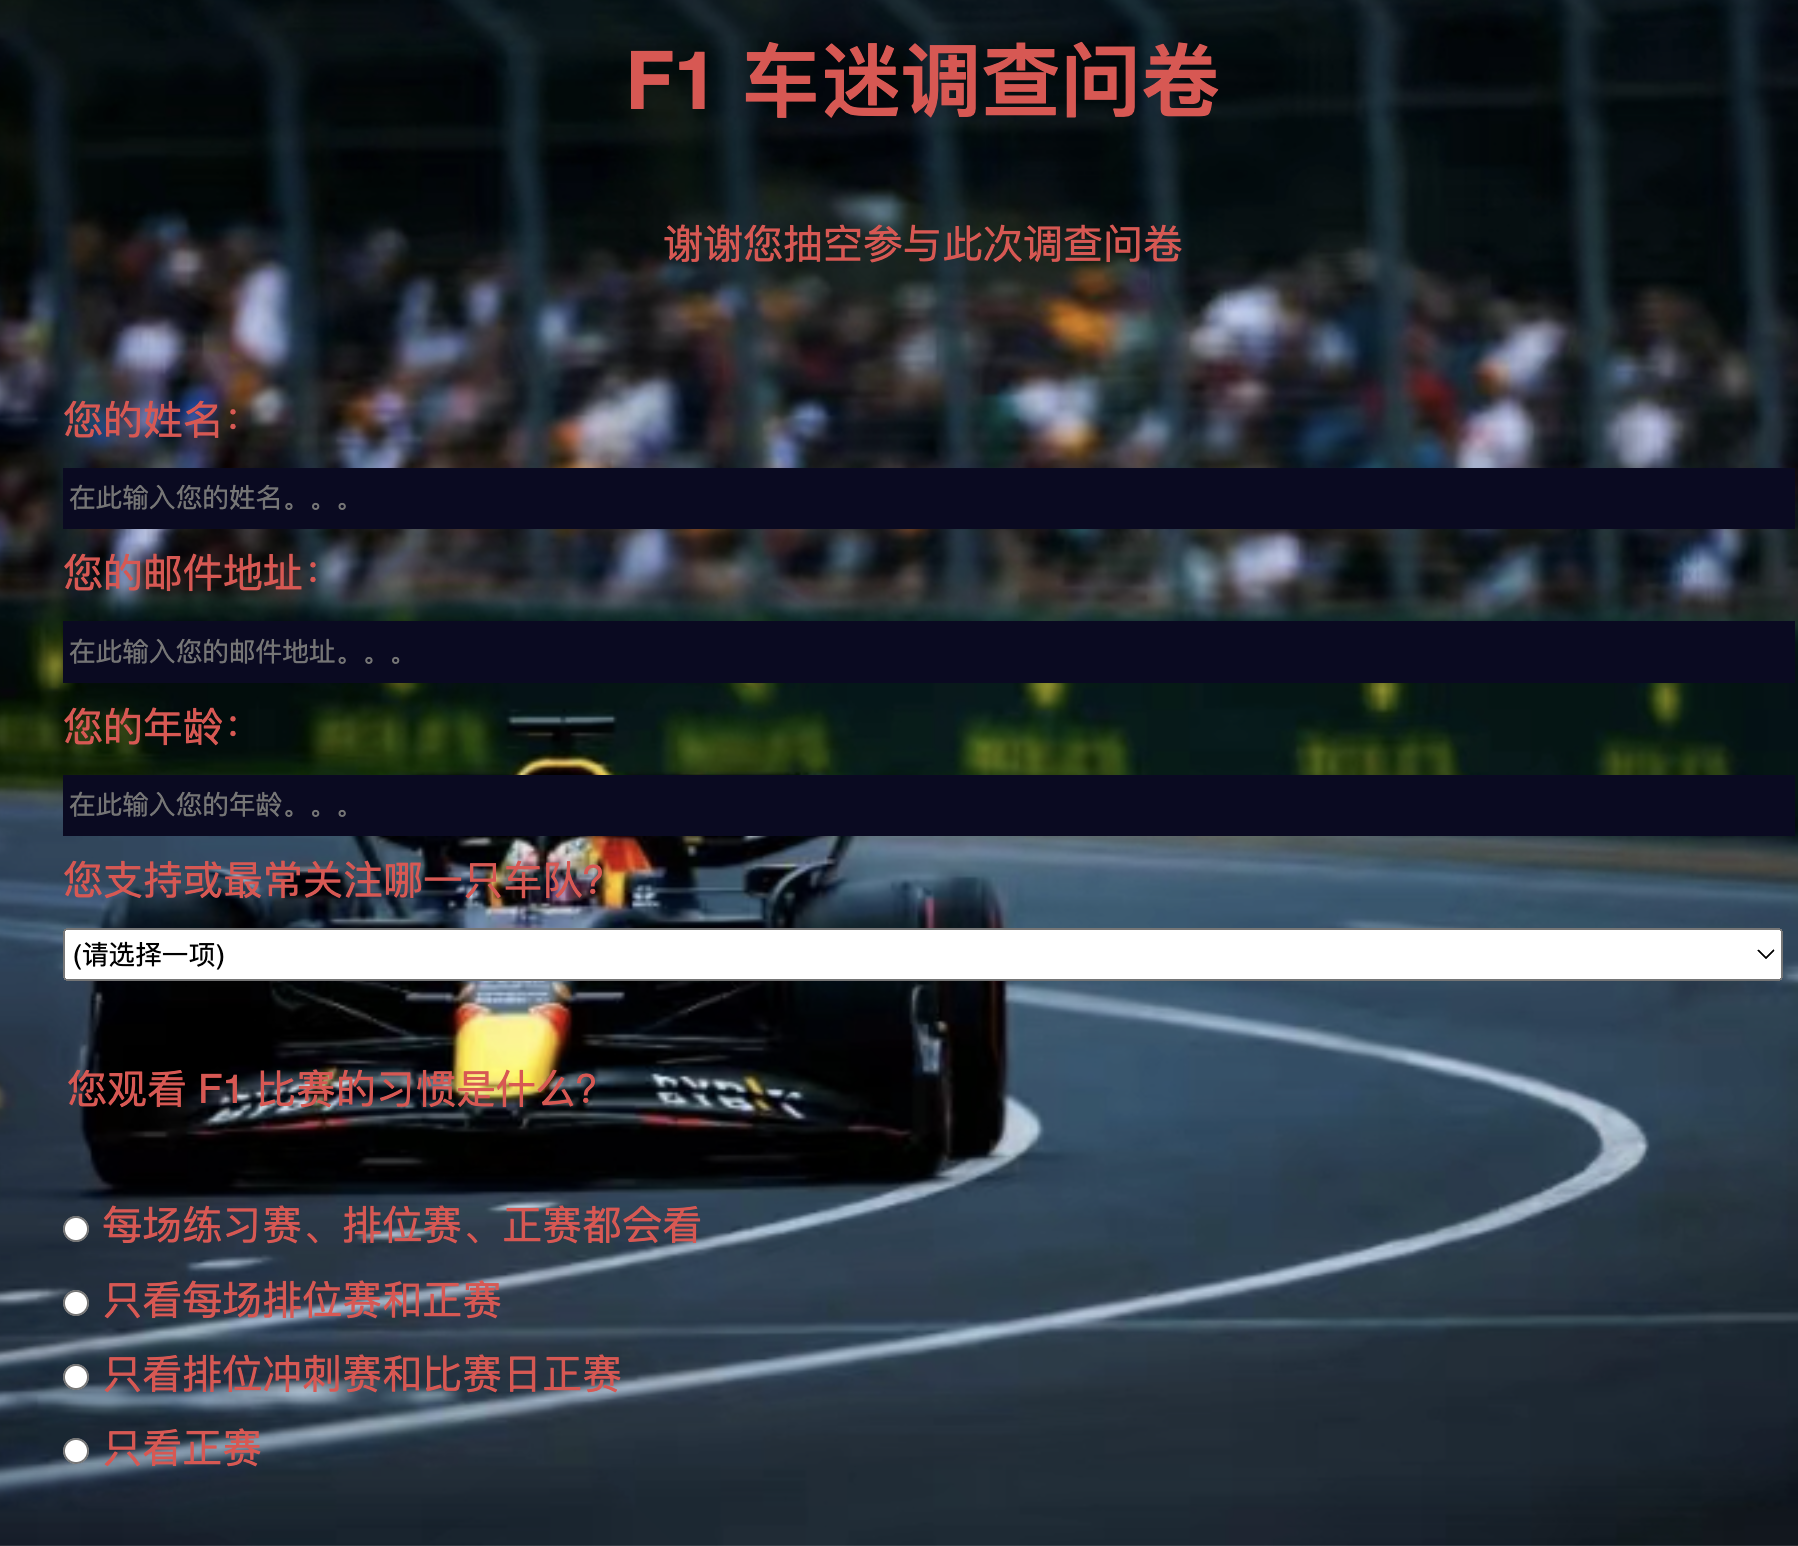 F1 车迷调查问卷
谢谢您抽空参与此次调查问卷
您的姓名：
在此输入您的姓名。。。
您的邮件地址：
在此输入您的邮件地址。。。
您的年龄：
在此输入您的年龄。。。
您支持或最常关注哪一只车队？
(请选择一项)
您观看 F1 比赛的习惯是什么？
每场练习赛、排位赛、正赛都会看
只看每场排位赛和正赛
只看排位冲刺赛和比赛日正赛
只看正赛